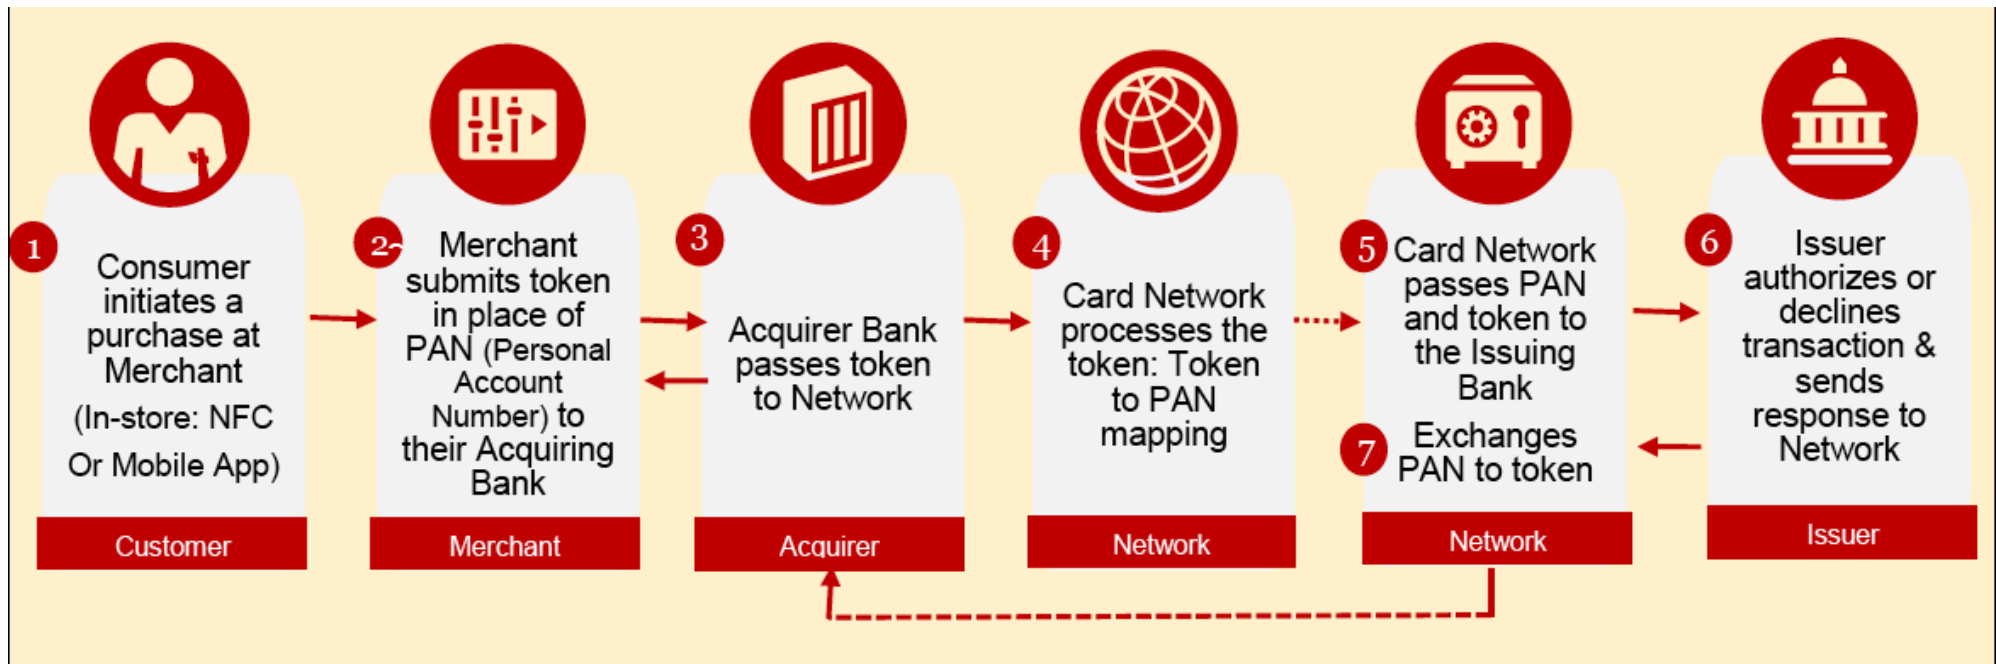 1
Consumer
initiates a
purchase at
Merchant
(In-store: NFC
Or Mobile App)
Customer
2~
Merchant
submits token
in place of
PAN (Personal
Account
Number) to
their Acquiring
Bank
Merchant
3
Acquirer Bank
passes token
to Network
Acquirer
4
Card Network
processes the
token: Token
to PAN
mapping
Network
5
Card Network
passes PAN
and token to
the Issuing
Bank
7
Exchanges
PAN to token
Network
6
Issuer
authorizes or
declines
transaction &
sends
response to
Network
Issuer